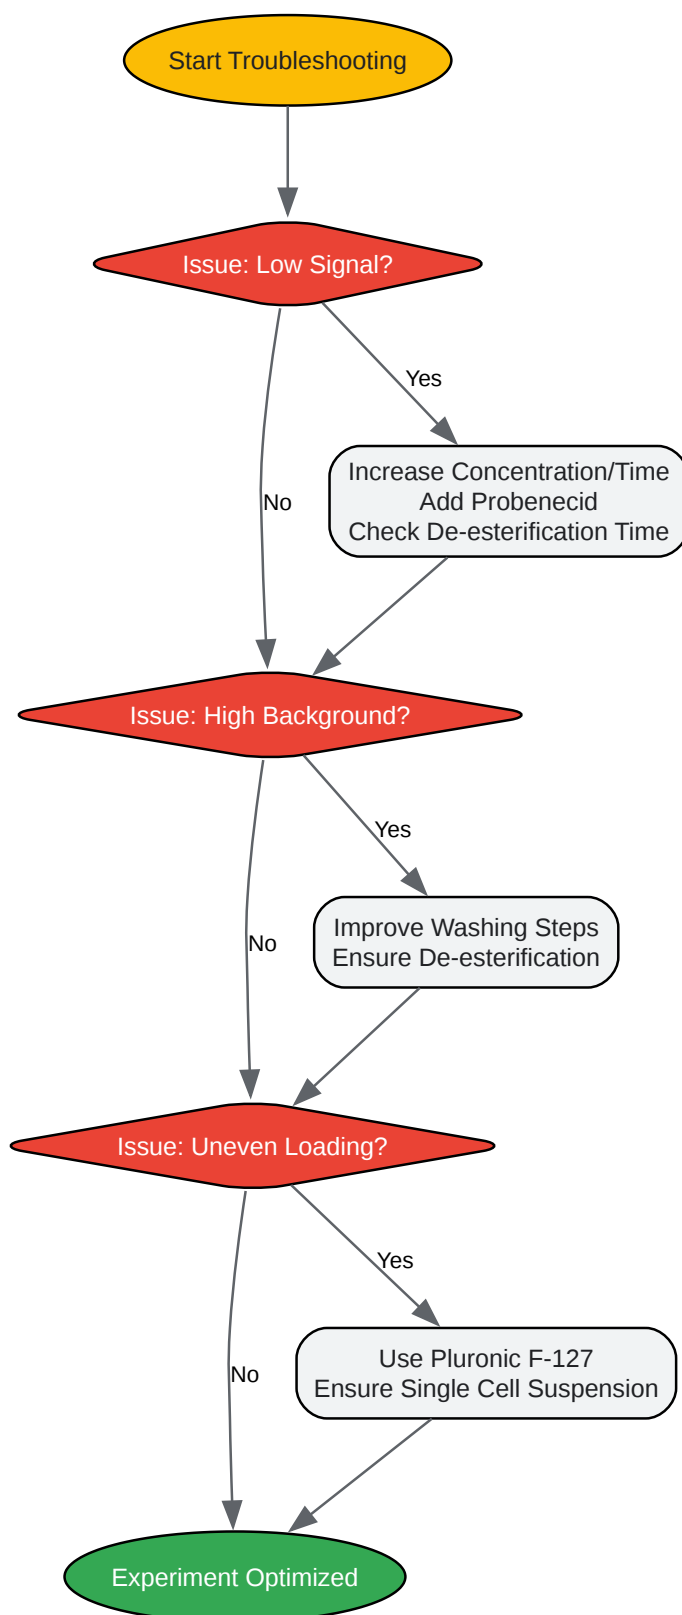 Start Troubleshooting
Issue: Low Signal?
Yes
Increase Concentration/Time
Add Probenecid
Check De-esterification Time
No
Issue: High Background?
Yes
Improve Washing Steps
Ensure De-esterification
No
Issue: Uneven Loading?
Yes
Use Pluronic F-127
Ensure Single Cell Suspension
No
Experiment Optimized